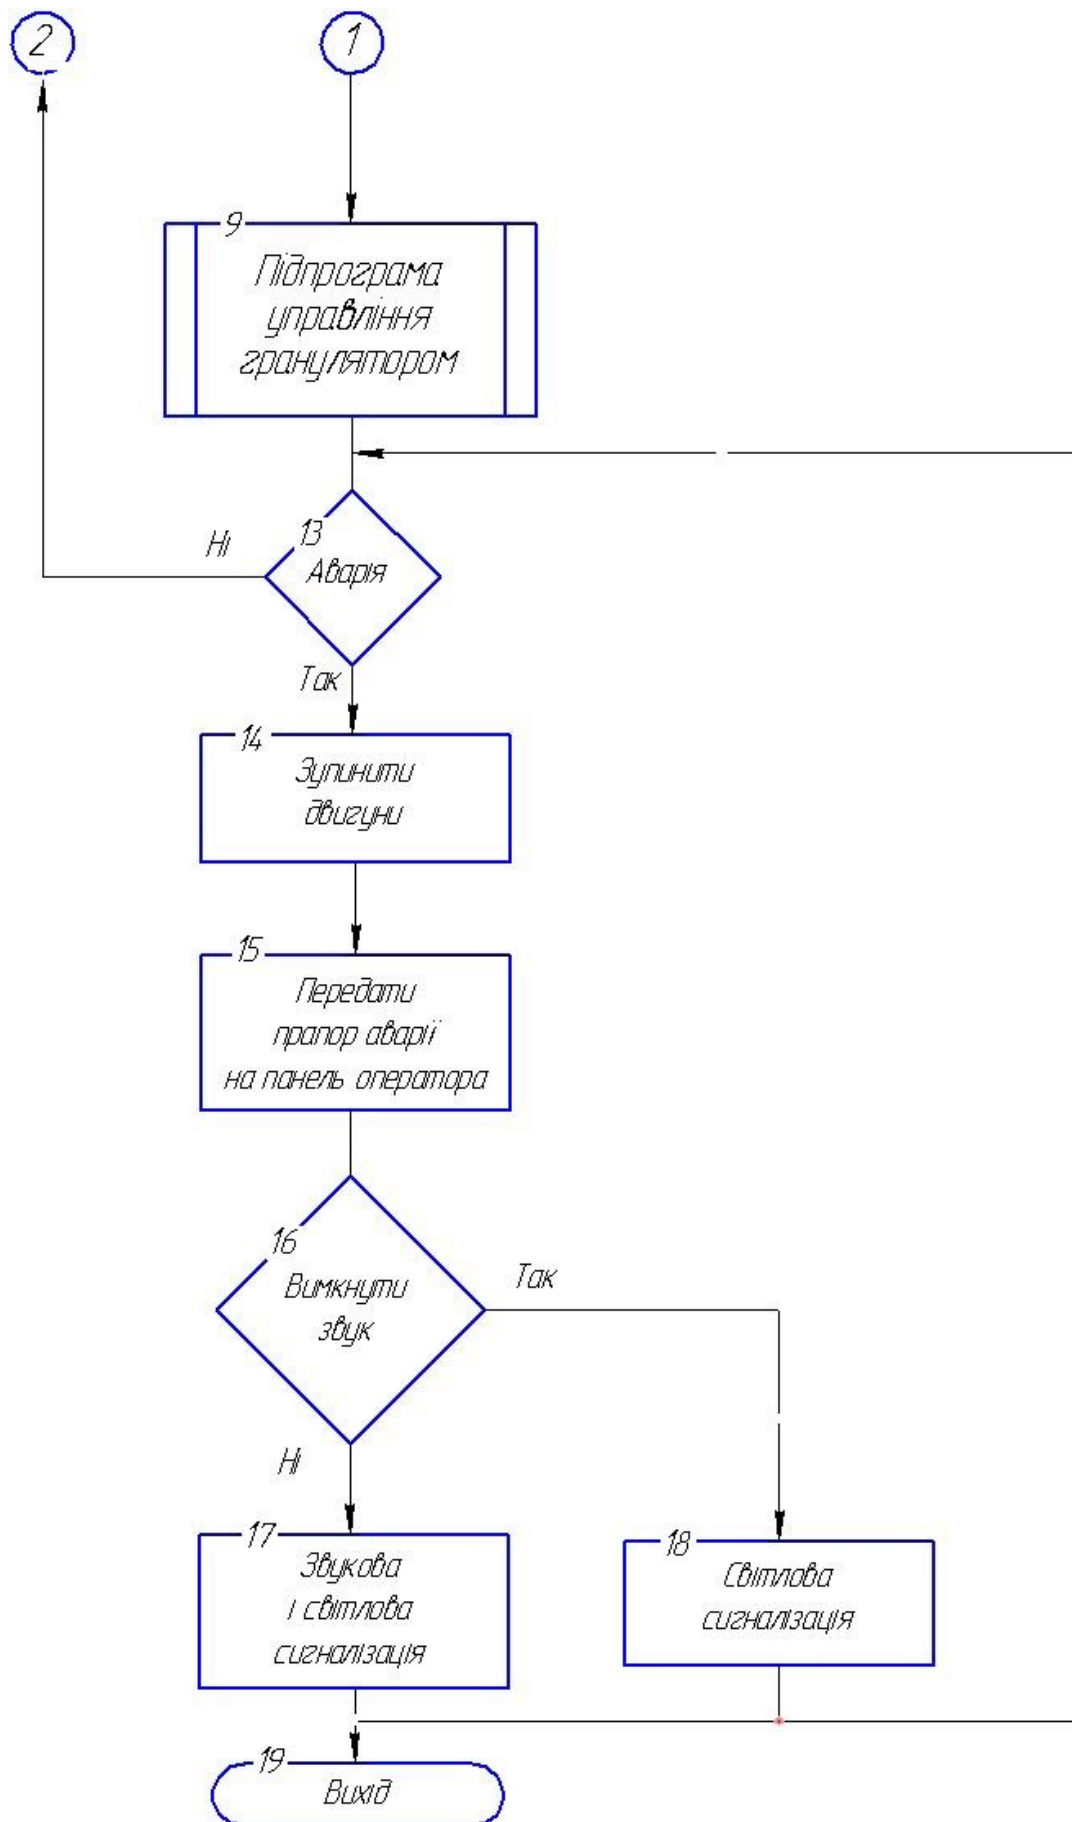 2
1
9
Підпрограма
управління
гранулятором
13
Ні
Аварія
Так
14
Зупинити
двигуни
15
Передати
прапор аварії
на панель оператора
16
Вимкнути
звук
Так
Ні
17
Звукова
і світлова
сигналізація
18
Світлова
сигналізація
19
Вихід